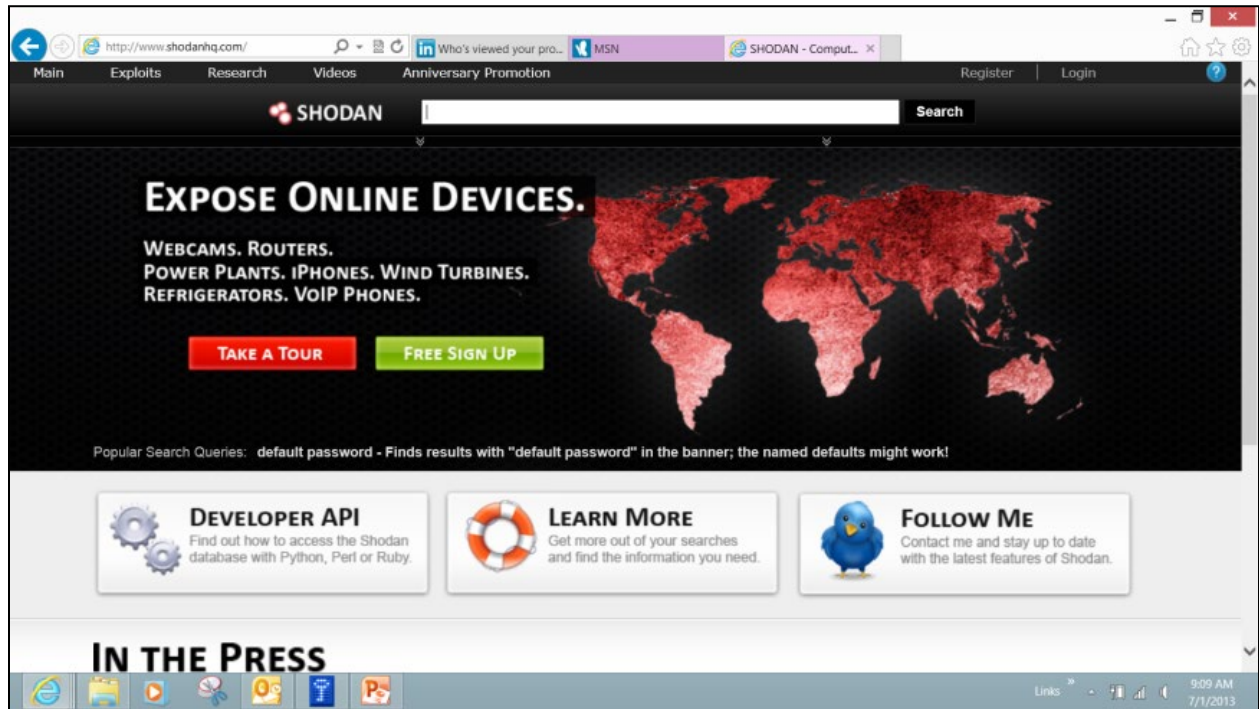 http://www.shodanhq.com/
Who's viewed your pro...
MSN
SHODAN - Comput...
Main Exploits Research Videos Anniversary Promotion Register | Login ?
SHODAN Search
EXPOSE ONLINE DEVICES.
WEBCAMS. ROUTERS.
POWER PLANTS. IPHONES. WIND TURBINES.
REFRIGERATORS. VOIP PHONES.
TAKE A TOUR FREE SIGN UP
Popular Search Queries: default password - Finds results with "default password" in the banner; the named defaults might work!
DEVELOPER API
Find out how to access the Shodan
database with Python, Perl or Ruby.
LEARN MORE
Get more out of your searches
and find the information you need.
FOLLOW ME
Contact me and stay up to date
with the latest features of Shodan.
IN THE PRESS
Links
9:09 AM
7/1/2013